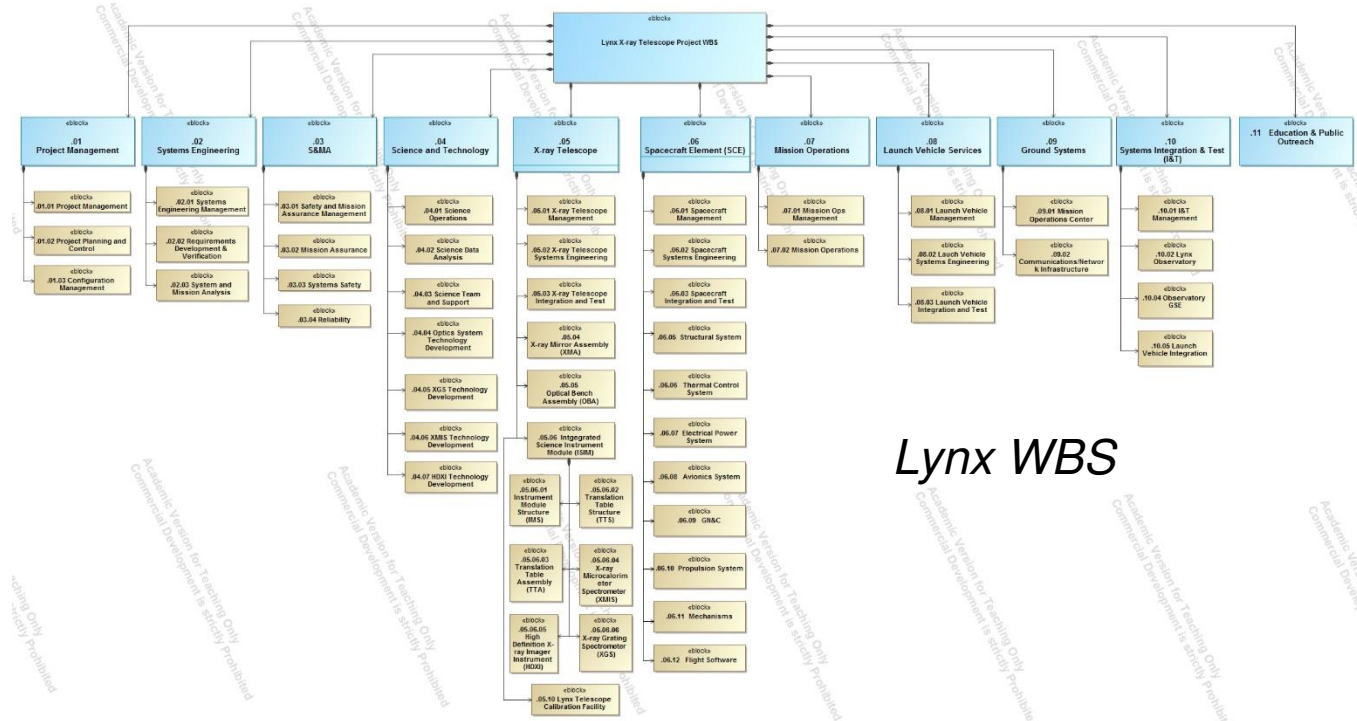 «block»
Lynx X-ray Telescope Project WBS
«block»
.01
Project Management
«block»
.02
Systems Engineering
«block»
.03
S&MA
«block»
.04
Science and Technology
«block»
.05
X-ray Telescope
«block»
.06
Spacecraft Element (SCE)
«block»
.07
Mission Operations
«block»
.08
Launch Vehicle Services
«block»
.09
Ground Systems
«block»
.10
Systems Integration & Test
(I&T)
«block»
.11 Education & Public
Outreach
«block»
.01.01 Project Management
«block»
.01.02 Project Planning and
Control
«block»
.01.03 Configuration
Management
«block»
.02.01 Systems
Engineering Management
«block»
.02.02 Requirements
Development &
Verification
«block»
.02.03 System and
Mission Analysis
«block»
.03.01 Safety and Mission
Assurance Management
«block»
.03.02 Mission Assurance
«block»
.03.03 Systems Safety
«block»
.03.04 Reliability
«block»
.04.01 Science
Operations
«block»
.04.02 Science Data
Analysis
«block»
.04.03 Science Team
and Support
«block»
.04.04 Optics System
Technology
Development
«block»
.04.05 XGS Technology
Development
«block»
.04.06 XMIS Technology
Development
«block»
.04.07 HDXI Technology
Development
«block»
.05.01 X-ray Telescope
Management
«block»
.05.02 X-ray Telescope
Systems Engineering
«block»
.05.03 X-ray Telescope
Integration and Test
«block»
.05.04
X-ray Mirror Assembly
(XMA)
«block»
.05.05
Optical Bench
Assembly (OBA)
«block»
.05.06 Intgegrated
Science Instrument
Module (ISIM)
«block»
.05.06.01
Instrument
Module
Structure
(IMS)
«block»
.05.06.02
Translation
Table
Structure
(TTS)
«block»
.05.06.03
Translation
Table
Assembly
(TTA)
«block»
.05.06.04
X-ray
Microcalorim
eter
Spectrometer
(XMIS)
«block»
.05.06.05
High
Definition X-
ray Imager
Instrument
(HDXI)
«block»
.05.06.06
X-ray Grating
Spectrometer
(XGS)
«block»
.05.10 Lynx Telescope
Calibration Facility
«block»
.06.01 Spacecraft
Management
«block»
.06.02 Spacecraft
Systems Engineering
«block»
.06.03 Spacecraft
Integration and Test
«block»
.06.05 Structural System
«block»
.06.06 Thermal Control
System
«block»
.06.07 Electrical Power
System
«block»
.06.08 Avionics System
«block»
.06.09 GN&C
«block»
.06.10 Propulsion System
«block»
.06.11 Mechanisms
«block»
.06.12 Flight Software
«block»
.07.01 Mission Ops
Management
«block»
.07.02 Mission Operations
«block»
.08.01 Launch Vehicle
Management
«block»
.08.02 Lauch Vehicle
Systems Engineering
«block»
.08.03 Launch Vehicle
Integration and Test
«block»
.09.01 Mission
Operations Center
«block»
.09.02
Communications/Networ
k Infrastructure
«block»
.10.01 I&T
Management
«block»
.10.02 Lynx
Observatory
«block»
.10.04 Observatory
GSE
«block»
.10.05 Launch
Vehicle Integration
Lynx WBS
Academic Version for Teaching Only
Commercial Development is strictly Prohibited